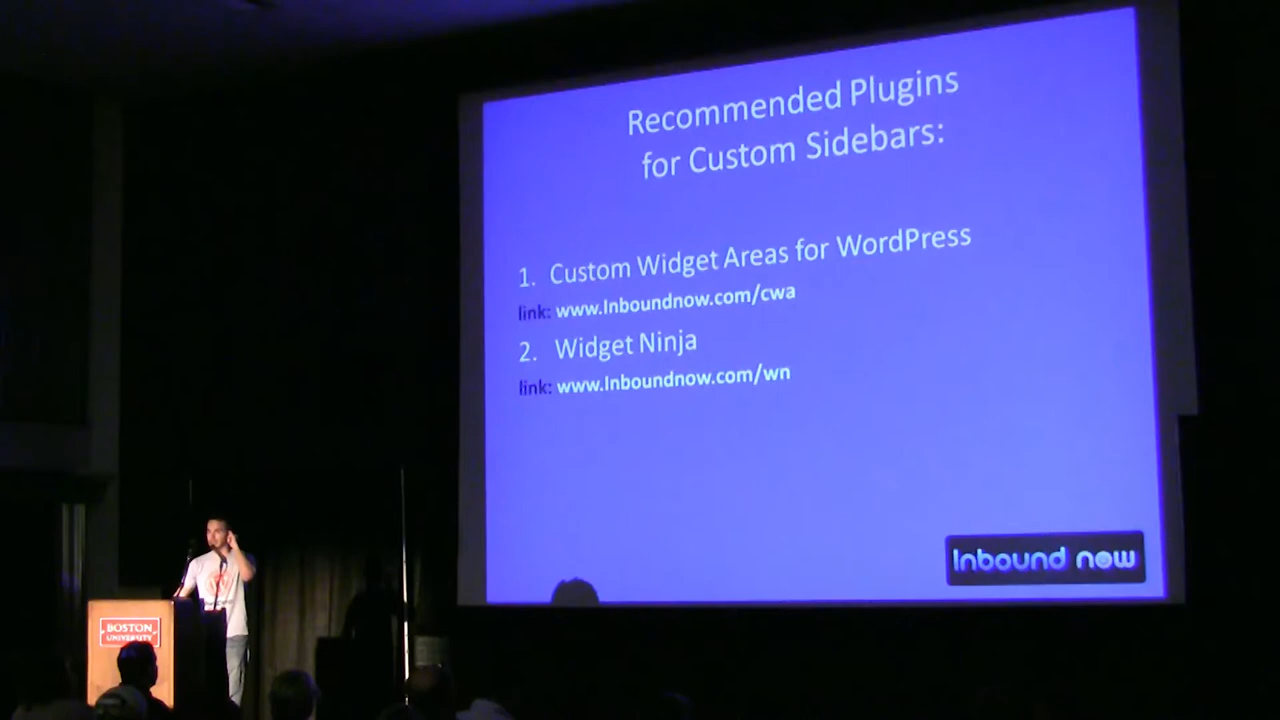 Recommended Plugins
for Custom Sidebars:
1. Custom Widget Areas for WordPress
link: www.Inboundnow.com/cwa
2. Widget Ninja
link: www.Inboundnow.com/wn
Inbound now
BOSTON
UNIVERSITY